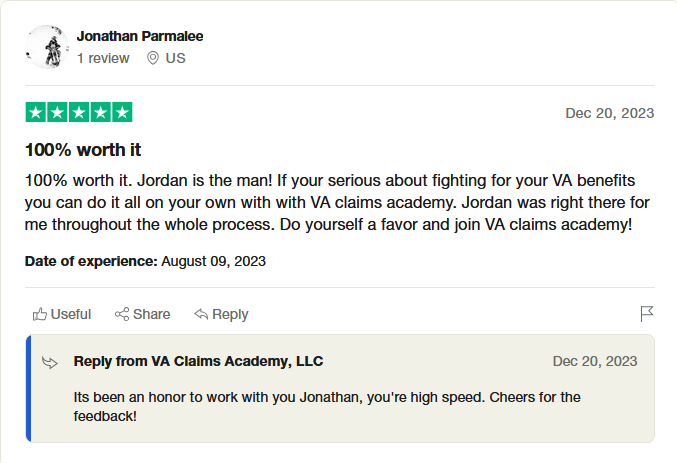 Jonathan Parmalee
1 review US
Dec 20, 2023
100% worth it
100% worth it. Jordan is the man! If your serious about fighting for your VA benefits
you can do it all on your own with with VA claims academy. Jordan was right there for
me throughout the whole process. Do yourself a favor and join VA claims academy!
Date of experience: August 09, 2023
Useful Share Reply
Reply from VA Claims Academy, LLC Dec 20, 2023
Its been an honor to work with you Jonathan, you're high speed. Cheers for the
feedback!